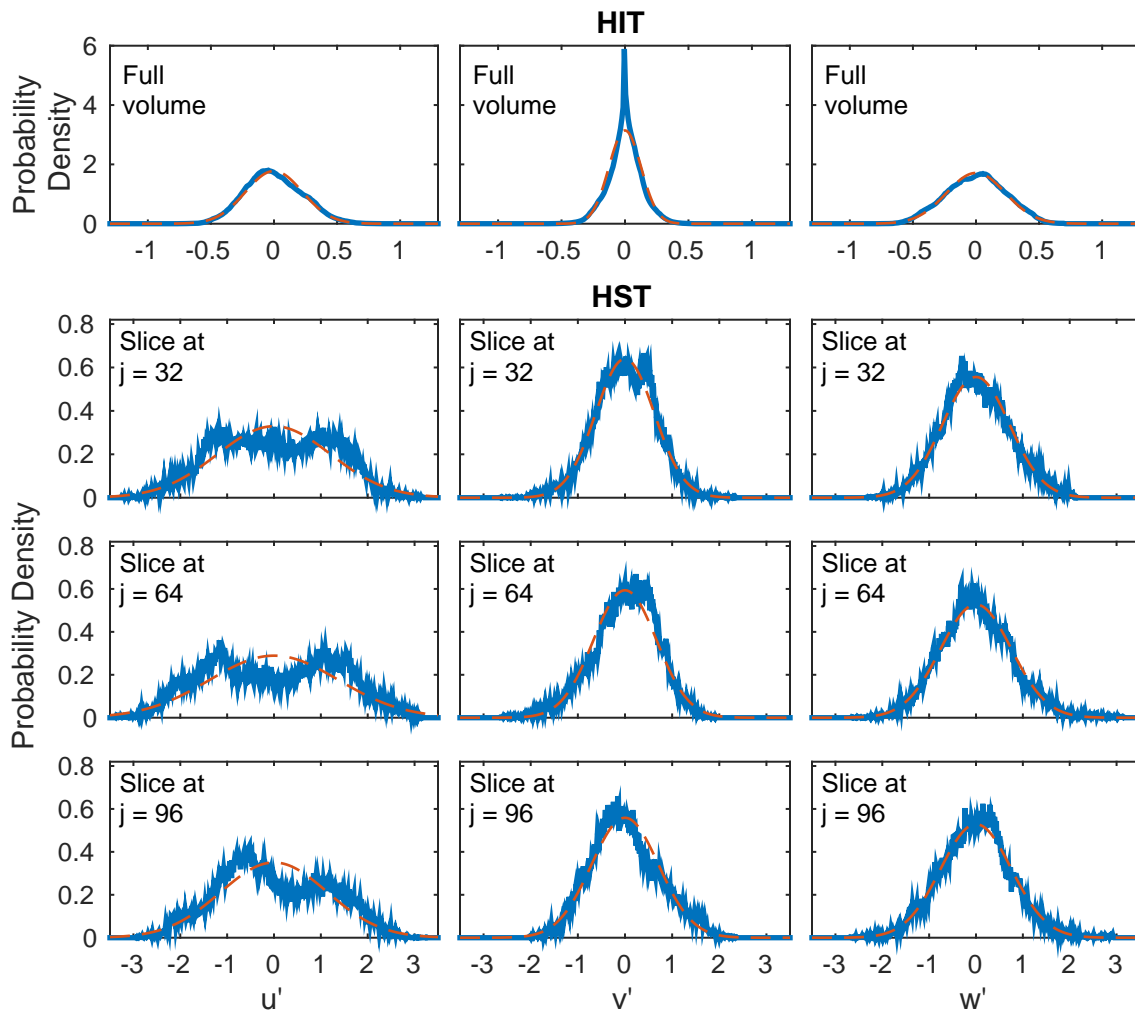 HIT
Probability
Density
6
4
2
0
Full
volume
Full
volume
Full
volume
-1 -0.5 0 0.5 1
-1 -0.5 0 0.5 1
-1 -0.5 0 0.5 1
HST
Probability Density
0.8
0.6
0.4
0.2
0
Slice at
j = 32
Slice at
j = 32
Slice at
j = 32
0.8
0.6
0.4
0.2
0
Slice at
j = 64
Slice at
j = 64
Slice at
j = 64
0.8
0.6
0.4
0.2
0
Slice at
j = 96
Slice at
j = 96
Slice at
j = 96
-3 -2 -1 0 1 2 3
-3 -2 -1 0 1 2 3
-3 -2 -1 0 1 2 3
u'
v'
w'